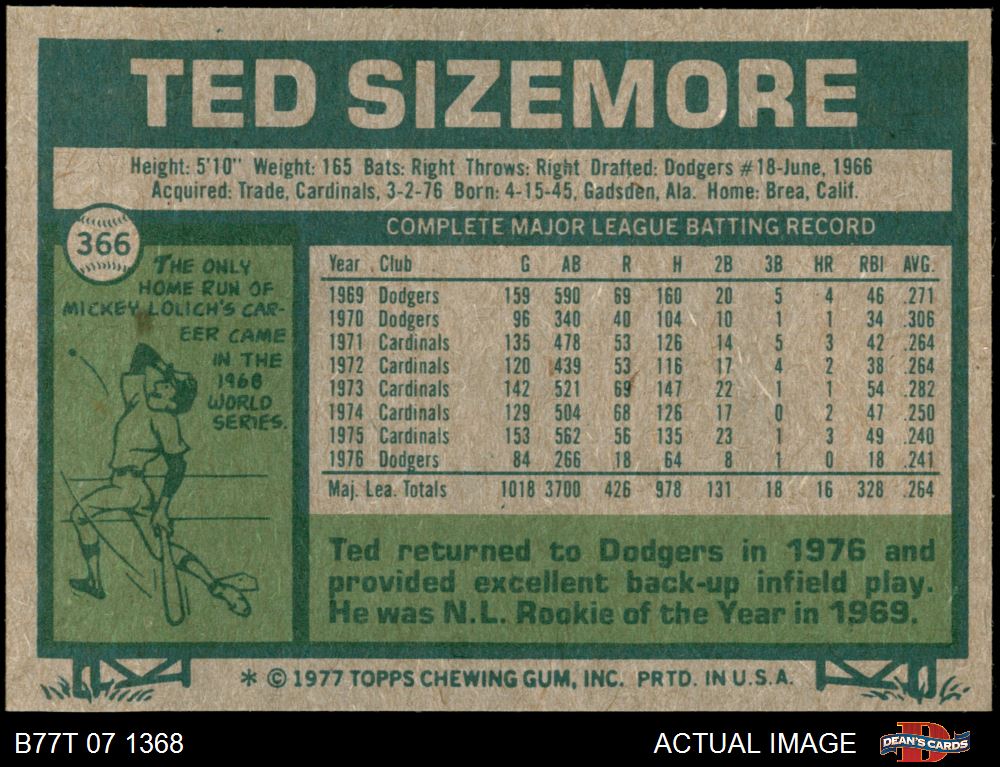 TED SIZEMORE
Height: 5'10" Weight: 165 Bats: Right Throws: Right Drafted: Dodgers #18-June, 1966
Acquired: Trade, Cardinals, 3-2-76 Born: 4-15-45, Gadsden, Ala. Home: Brea, Calif.
366
THE ONLY
HOME RUN OF
MICKEY LOLICH'S CAR-
EER CAME
IN THE
1968
WORLD
SERIES.
COMPLETE MAJOR LEAGUE BATTING RECORD
Year Club G AB R H 2B 3B HR RBI AVG.
1969 Dodgers 159 590 69 160 20 5 4 46 .271
1970 Dodgers 96 340 40 104 10 1 1 34 .306
1971 Cardinals 135 478 53 126 14 5 3 42 .264
1972 Cardinals 120 439 53 116 17 4 2 38 .264
1973 Cardinals 142 521 69 147 22 1 1 54 .282
1974 Cardinals 129 504 68 126 17 0 2 47 .250
1975 Cardinals 153 562 56 135 23 1 3 49 .240
1976 Dodgers 84 266 18 64 8 1 0 18 .241
Maj. Lea. Totals 1018 3700 426 978 131 18 16 328 .264
Ted returned to Dodgers in 1976 and
provided excellent back-up infield play.
He was N.L. Rookie of the Year in 1969.
* © 1977 TOPPS CHEWING GUM, INC. PRTD. IN U.S.A.
B77T 07 1368 ACTUAL IMAGE DEAN'S CARDS